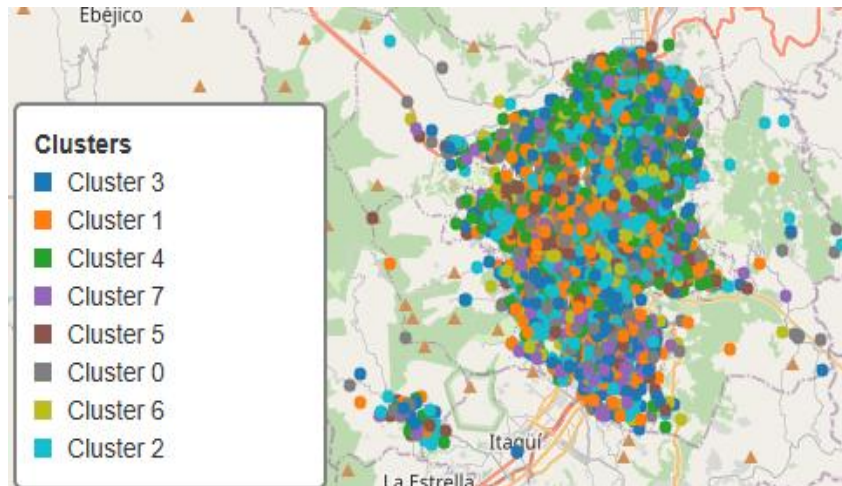 Ebéjico
Clusters
Cluster 3
Cluster 1
Cluster 4
Cluster 7
Cluster 5
Cluster 0
Cluster 6
Cluster 2
Itagüí
La Estrella